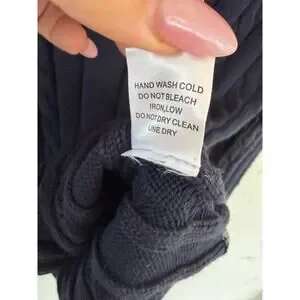 HAND WASH COLD
DO NOT BLEACH
IRON,LOW
DO NOT DRY CLEAN
LINE DRY